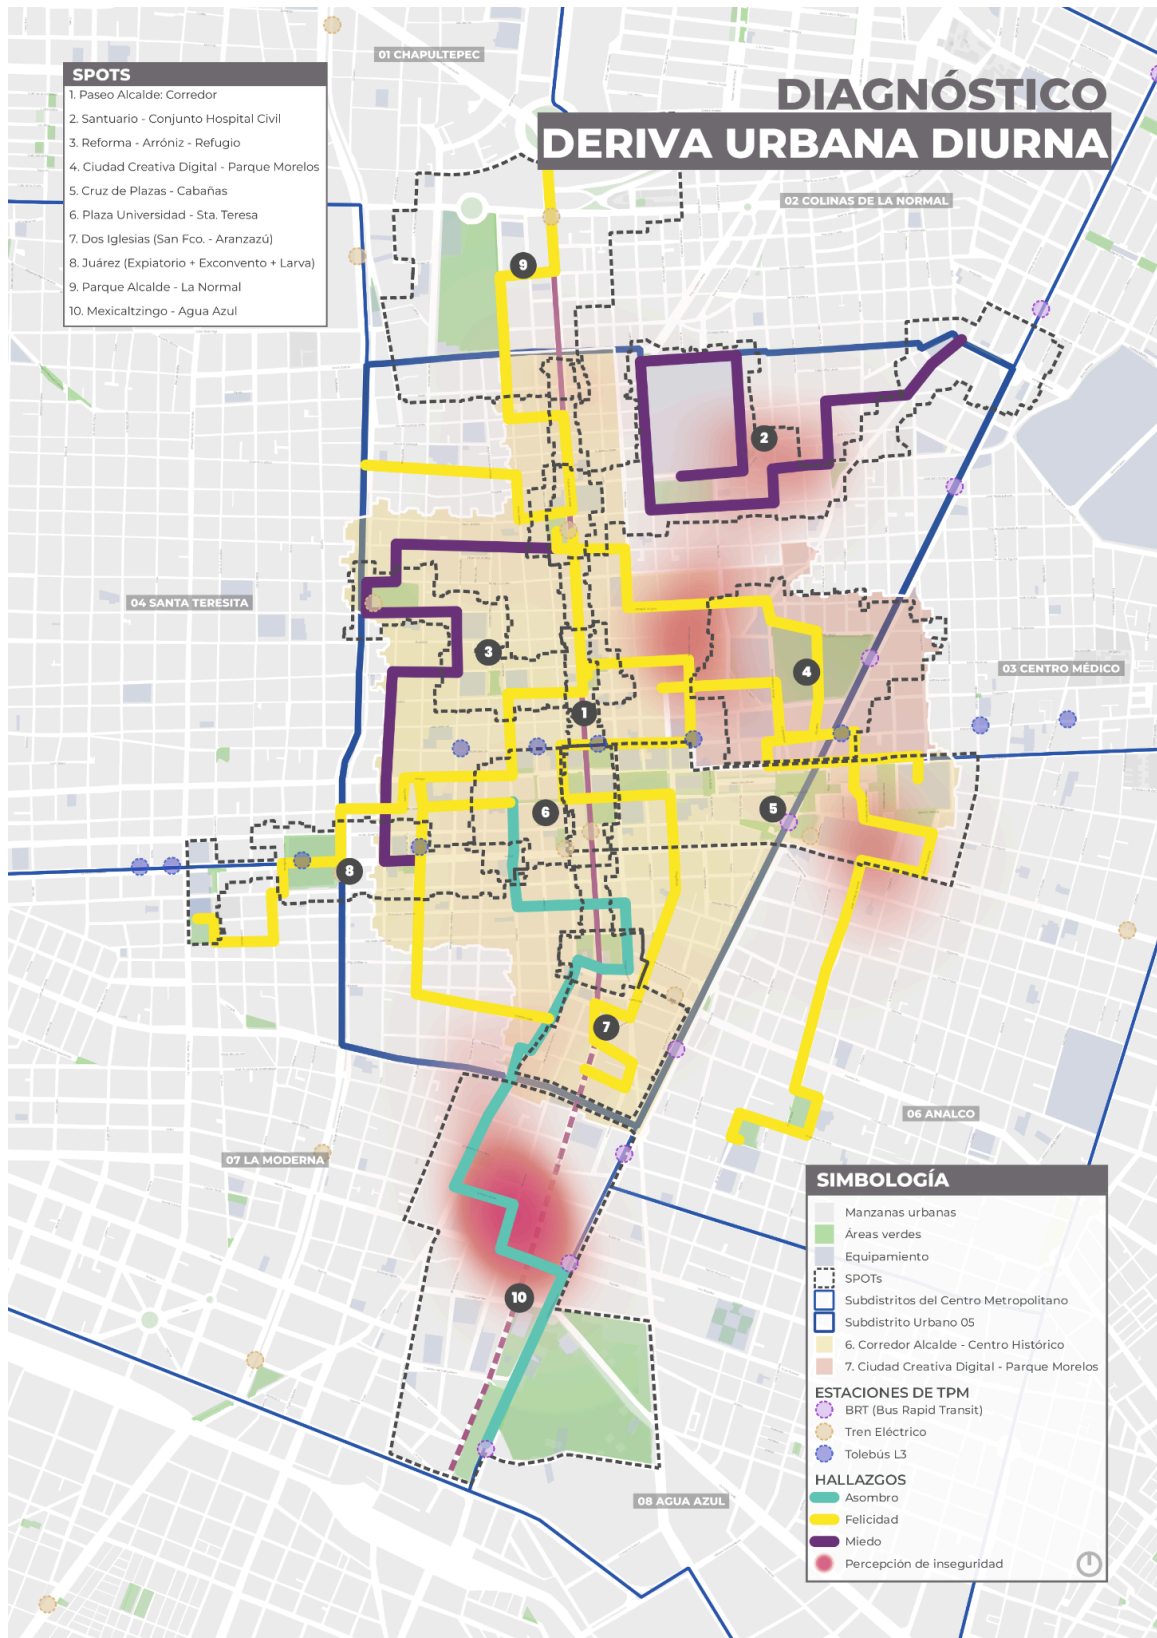 01 CHAPULTEPEC
SPOTS
1. Paseo Alcalde: Corredor
2. Santuario - Conjunto Hospital Civil
3. Reforma - Arróniz - Refugio
4. Ciudad Creativa Digital - Parque Morelos
5. Cruz de Plazas - Cabañas
6. Plaza Universidad - Sta. Teresa
7. Dos Iglesias (San Fco. - Aranzazú)
8. Juárez (Expiatorio + Exconvento + Larva)
9. Parque Alcalde - La Normal
10. Mexicaltzingo - Agua Azul
DIAGNÓSTICO
DERIVA URBANA DIURNA
02 COLINAS DE LA NORMAL
9
2
04 SANTA TERESITA
3
4
03 CENTRO MÉDICO
1
5
6
8
7
06 ANALCO
07 LA MODERNA
10
08 AGUA AZUL
SIMBOLOGÍA
Manzanas urbanas
Áreas verdes
Equipamiento
SPOTs
Subdistritos del Centro Metropolitano
Subdistrito Urbano 05
6. Corredor Alcalde - Centro Histórico
7. Ciudad Creativa Digital - Parque Morelos
ESTACIONES DE TPM
BRT (Bus Rapid Transit)
Tren Eléctrico
Tolebús L3
HALLAZGOS
Asombro
Felicidad
Miedo
Percepción de inseguridad